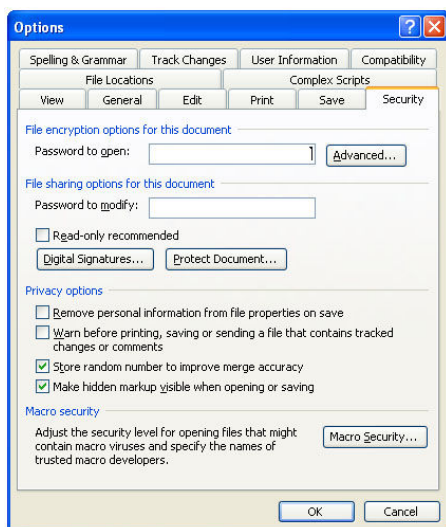 Options
Spelling & Grammar Track Changes User Information Compatibility
File Locations Complex Scripts
View General Edit Print Save Security
File encryption options for this document
Password to open: Advanced...
File sharing options for this document
Password to modify:
Read-only recommended
Digital Signatures... Protect Document...
Privacy options
Remove personal information from file properties on save
Warn before printing, saving or sending a file that contains tracked
changes or comments
Store random number to improve merge accuracy
Make hidden markup visible when opening or saving
Macro security
Adjust the security level for opening files that might
contain macro viruses and specify the names of
trusted macro developers.
Macro Security...
OK Cancel